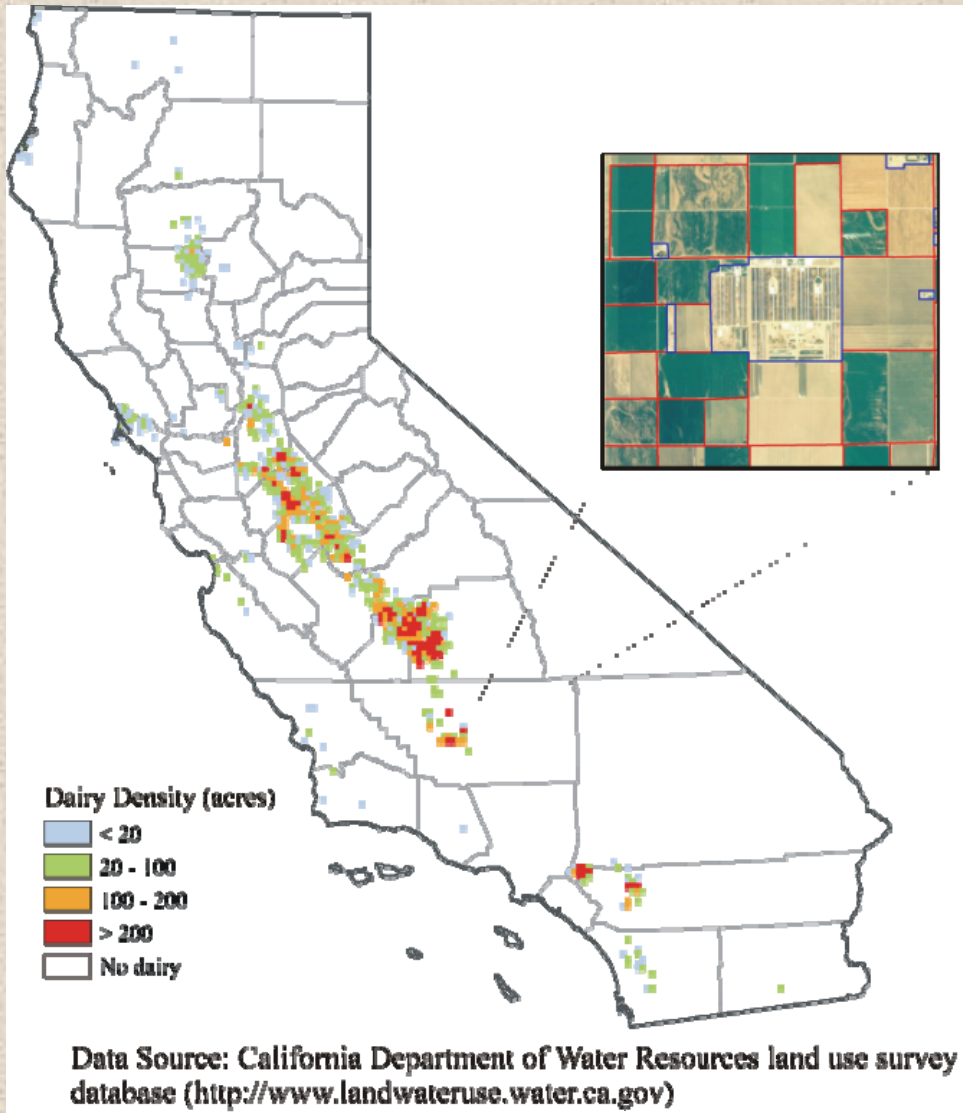 Dairy Density (acres)
< 20
20 - 100
100 - 200
> 200
No dairy
Data Source: California Department of Water Resources land use survey
database (http://www.landwateruse.water.ca.gov)